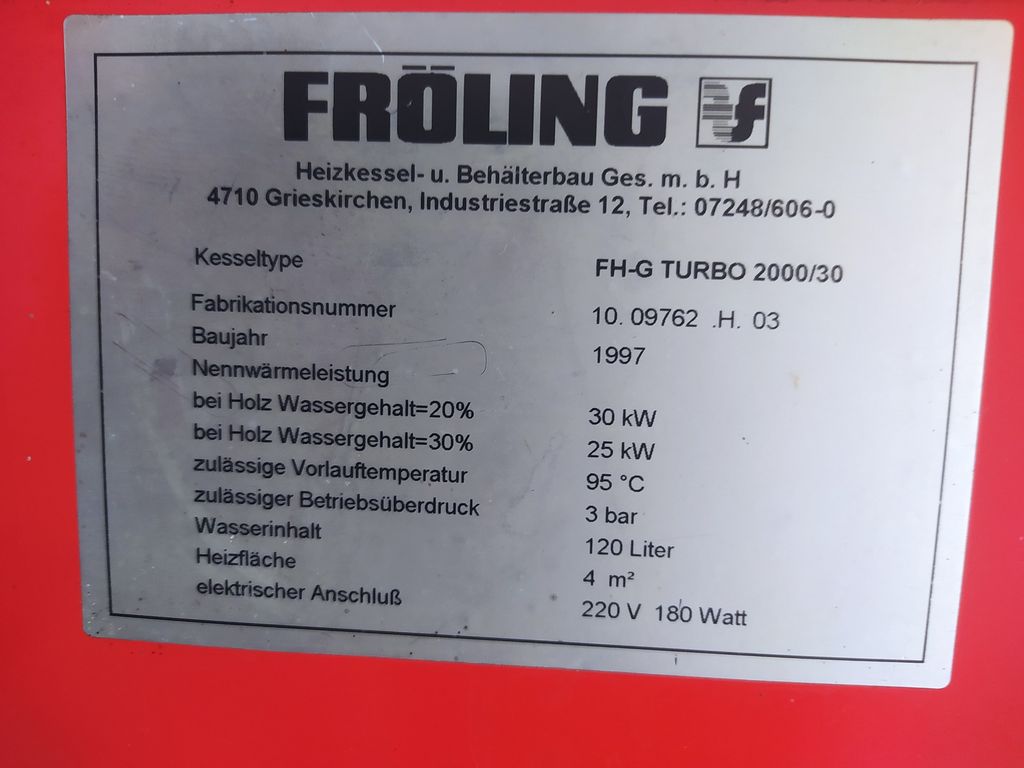 FRÖLING f
Heizkessel- u. Behälterbau Ges. m. b. H
4710 Grieskirchen, Industriestraße 12, Tel.: 07248/606-0
Kesseltype FH-G TURBO 2000/30
Fabrikationsnummer 10. 09762 .H. 03
Baujahr 1997
Nennwärmeleistung
bei Holz Wassergehalt=20% 30 kW
bei Holz Wassergehalt=30% 25 kW
zulässige Vorlauftemperatur 95 °C
zulässiger Betriebsüberdruck 3 bar
Wasserinhalt 120 Liter
Heizfläche 4 m²
elektrischer Anschluß 220 V 180 Watt